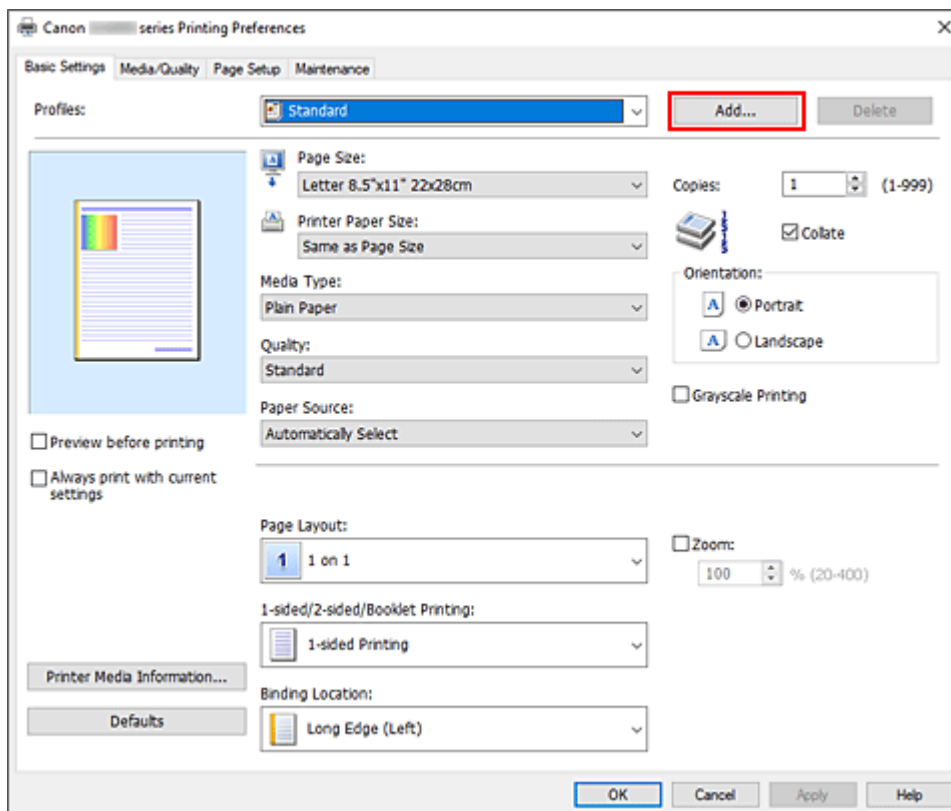 Canon series Printing Preferences
Basic Settings Media/Quality Page Setup Maintenance
Profiles: Standard Add... Delete
Page Size:
Letter 8.5"x11" 22x28cm
Copies: 1 (1-999)
Printer Paper Size:
Same as Page Size
Collate
Media Type:
Plain Paper
Orientation:
A Portrait
A Landscape
Quality:
Standard
Grayscale Printing
Paper Source:
Automatically Select
Preview before printing
Always print with current
settings
Page Layout:
1 1 on 1
Zoom:
100 % (20-400)
1-sided/2-sided/Booklet Printing:
1-sided Printing
Printer Media Information...
Binding Location:
Defaults
Long Edge (Left)
OK Cancel Apply Help